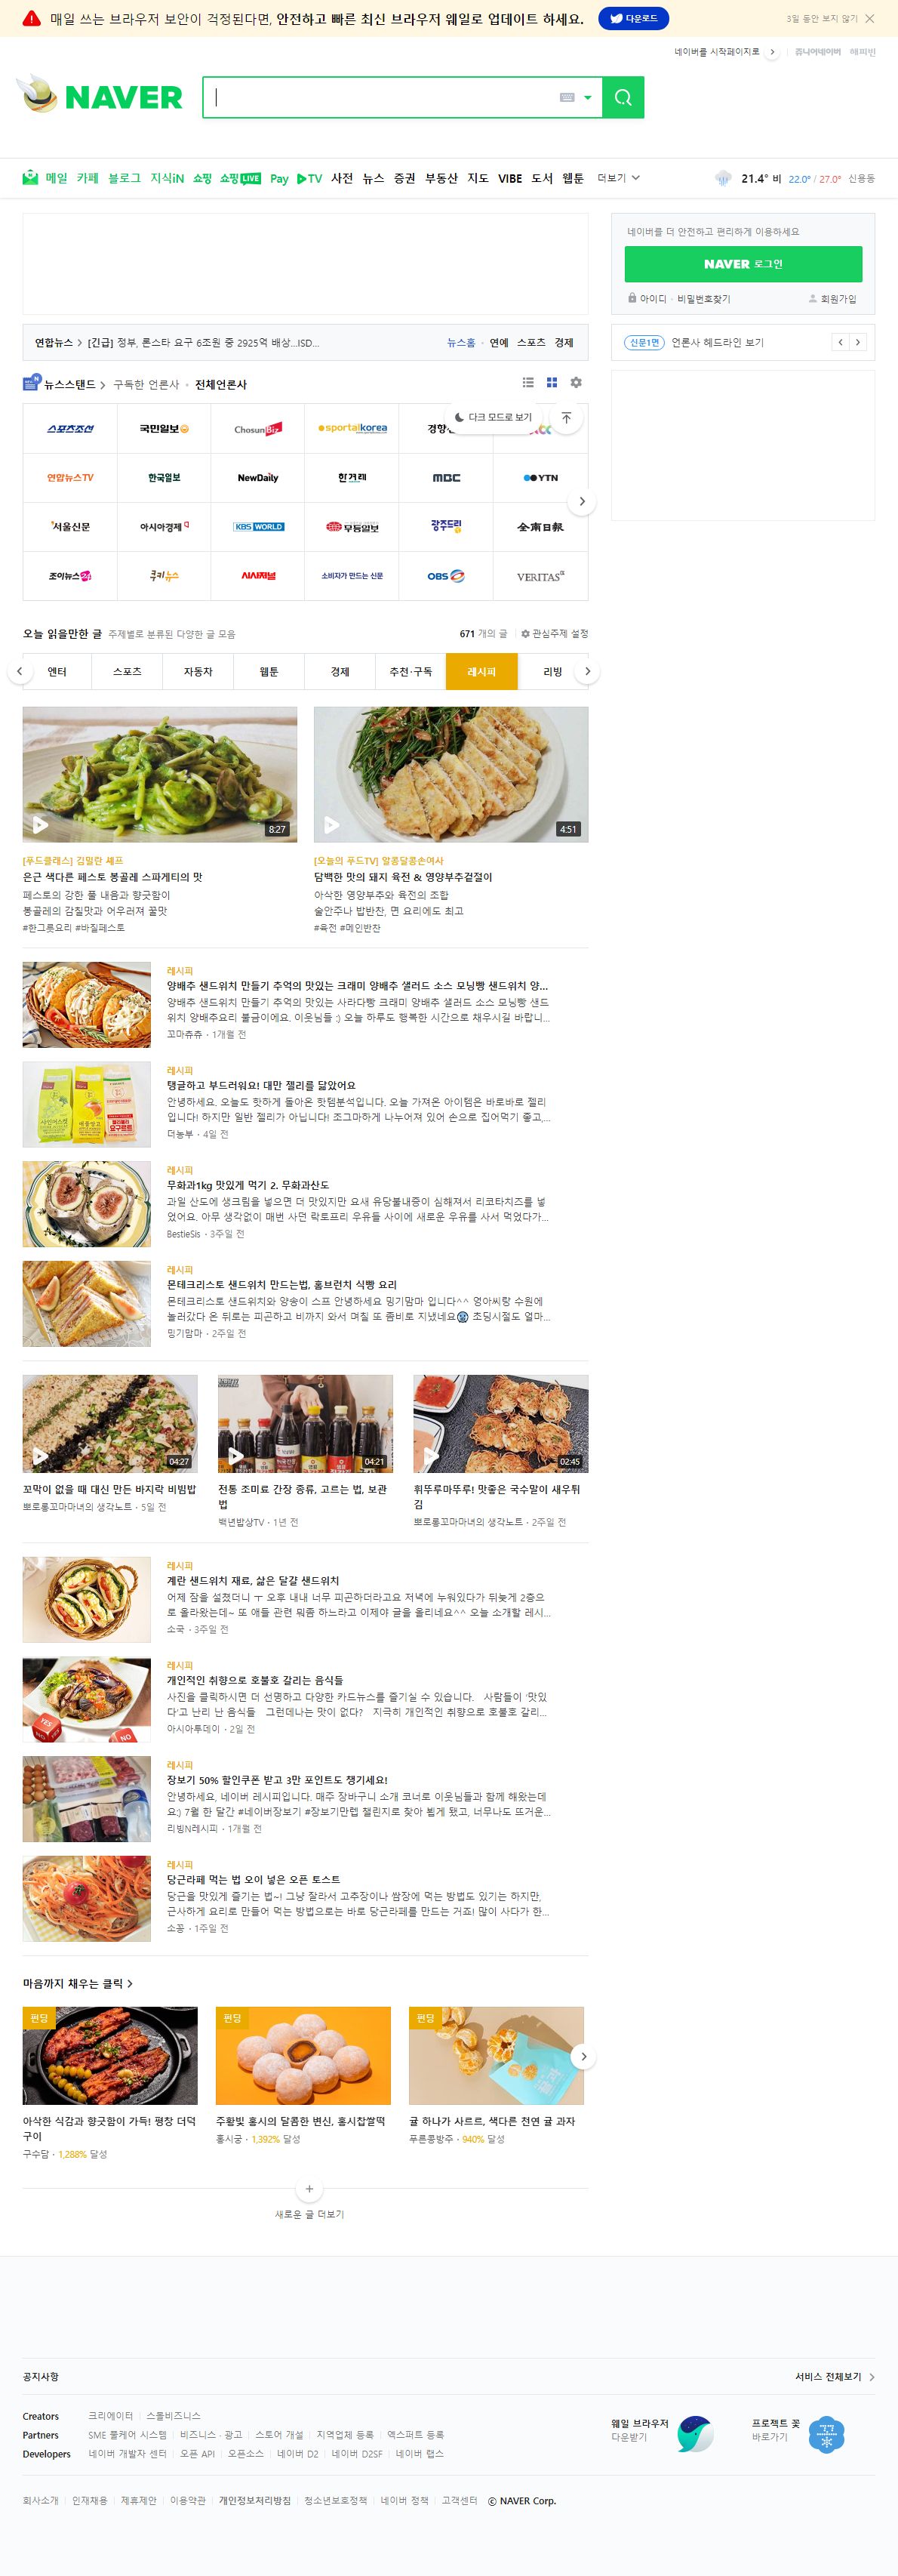 매일 쓰는 브라우저 보안이 걱정된다면, 안전하고 빠른 최신 브라우저 웨일로 업데이트 하세요. 다운로드 3일 동안 보지 않기
네이버를 시작페이지로 쥬니어네이버 해피빈
NAVER
메일 카페 블로그 지식iN 쇼핑 쇼핑LIVE Pay TV 사전 뉴스 증권 부동산 지도 VIBE 도서 웹툰 더보기 21.4° 비 22.0° / 27.0° 신용동
네이버를 더 안전하고 편리하게 이용하세요
NAVER 로그인
아이디 · 비밀번호찾기 회원가입
연합뉴스 [긴급] 정부, 론스타 요구 6조원 중 2925억 배상...ISD... 뉴스홈 · 연예 스포츠 경제
신문1면 언론사 헤드라인 보기
뉴스스탠드 구독한 언론사 · 전체언론사
다크 모드로 보기
스포츠조선 국민일보 ChosunBiz sportalkorea
연합뉴스TV 한국일보 NewDaily 한겨레 MBC YTN
서울신문 아시아경제 KBS WORLD 무등일보 광주드림 全南日報
조이뉴스24 쿠키뉴스 시사저널 소비자가 만드는 신문 OBS VERITAS
오늘 읽을만한 글 주제별로 분류된 다양한 글 모음 671 개의 글 관심주제 설정
엔터 스포츠 자동차 웹툰 경제 추천·구독 레시피 리빙
8:27
4:51
[푸드클래스] 김밀란 셰프
은근 색다른 페스토 봉골레 스파게티의 맛
페스토의 강한 풀 내음과 향긋함이
봉골레의 감칠맛과 어우러져 꿀맛
#한그릇요리 #바질페스토
[오늘의 푸드TV] 알콩달콩손여사
담백한 맛의 돼지 육전 & 영양부추겉절이
아삭한 영양부추와 육전의 조합
술안주나 밥반찬, 면 요리에도 최고
#육전 #메인반찬
레시피
양배추 샌드위치 만들기 추억의 맛있는 크래미 양배추 샐러드 소스 모닝빵 샌드위치 양...
양배추 샌드위치 만들기 추억의 맛있는 사라다빵 크래미 양배추 샐러드 소스 모닝빵 샌드
위치 양배추요리 불금이에요. 이웃님들 :) 오늘 하루도 행복한 시간으로 채우시길 바랍니...
꼬마츄츄 · 1개월 전
레시피
탱글하고 부드러워요! 대만 젤리를 닮았어요
안녕하세요. 오늘도 핫하게 돌아온 핫템분석입니다. 오늘 가져온 아이템은 바로바로 젤리
입니다! 하지만 일반 젤리가 아닙니다! 조그마하게 나누어져 있어 손으로 집어먹기 좋고,...
더농부 · 4일 전
레시피
무화과1kg 맛있게 먹기 2. 무화과산도
과일 산도에 생크림을 넣으면 더 맛있지만 요새 유당불내증이 심해져서 리코타치즈를 넣
었어요. 아무 생각없이 매번 사던 락토프리 우유들 사이에 새로운 우유를 사서 먹었다가...
BestieSis · 3주일 전
레시피
몬테크리스토 샌드위치 만드는법, 홈브런치 식빵 요리
몬테크리스토 샌드위치와 양송이 스프 안녕하세요 밍기맘마 입니다^^ 영아씨랑 수원에
놀러갔다 온 뒤로는 피곤하고 비까지 와서 며칠 또 좀비로 지냈네요 초딩시절도 얼마...
밍기맘마 · 2주일 전
04:27
04:21
02:45
꼬막이 없을 때 대신 만든 바지락 비빔밥
뽀로롱꼬마마녀의 생각노트 · 5일 전
전통 조미료 간장 종류, 고르는 법, 보관
법
백년밥상TV · 1년 전
휘뚜루마뚜루! 맛좋은 국수말이 새우튀
김
뽀로롱꼬마마녀의 생각노트 · 2주일 전
레시피
계란 샌드위치 재료, 삶은 달걀 샌드위치
어제 잠을 설쳤더니 ㅜ 오후 내내 너무 피곤하더라고요 저녁에 누워있다가 뒤늦게 2층으
로 올라왔는데~ 또 애들 관련 뭐좀 하느라고 이제야 글을 올리네요^^ 오늘 소개할 레시...
소국 · 3주일 전
레시피
개인적인 취향으로 호불호 갈리는 음식들
사진을 클릭하시면 더 선명하고 다양한 카드뉴스를 즐기실 수 있습니다. 사람들이 '맛있
다'고 난리 난 음식들 그런데나는 맛이 없다? 지극히 개인적인 취향으로 호불호 갈리...
아시아투데이 · 2일 전
YES
NO
레시피
장보기 50% 할인쿠폰 받고 3만 포인트도 챙기세요!
안녕하세요, 네이버 레시피입니다. 매주 장바구니 소개 코너로 이웃님들과 함께 해왔는데
요:) 7월 한 달간 #네이버장보기 #장보기만렙 챌린지로 찾아 뵙게 됐고, 너무나도 뜨거운...
리빙N레시피 · 1개월 전
레시피
당근라페 먹는 법 오이 넣은 오픈 토스트
당근을 맛있게 즐기는 법~! 그냥 잘라서 고추장이나 쌈장에 먹는 방법도 있기는 하지만,
근사하게 요리로 만들어 먹는 방법으로는 바로 당근라페를 만드는 거죠! 많이 사다가 한...
소꽁 · 1주일 전
마음까지 채우는 클릭
펀딩 펀딩 펀딩
아삭한 식감과 향긋함이 가득! 평창 더덕
구이
구수담 · 1,288% 달성
주황빛 홍시의 달콤한 변신, 홍시찹쌀떡
홍시궁 · 1,392% 달성
귤 하나가 사르르, 색다른 천연 귤 과자
푸른콩방주 · 940% 달성
새로운 글 더보기
공지사항 서비스 전체보기
Creators 크리에이터 스몰비즈니스
Partners SME 풀케어 시스템 비즈니스 · 광고 스토어 개설 지역업체 등록 엑스퍼트 등록
Developers 네이버 개발자 센터 오픈 API 오픈소스 네이버 D2 네이버 D2SF 네이버 랩스
웨일 브라우저
다운받기
프로젝트 꽃
바로가기
회사소개 인재채용 제휴제안 이용약관 개인정보처리방침 청소년보호정책 네이버 정책 고객센터 ⓒ NAVER Corp.